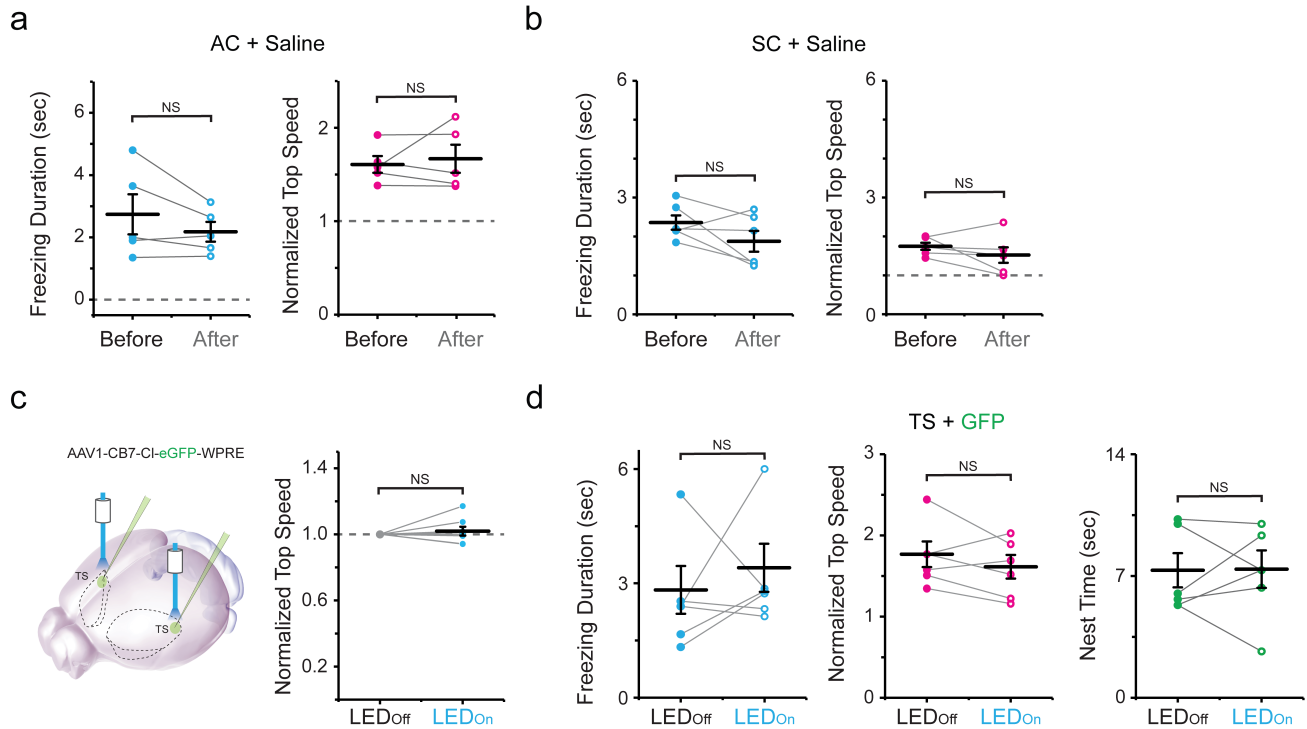 a
AC + Saline
Freezing Duration (sec)
6
4
2
0
NS
Before
After
Normalized Top Speed
2
1
0
NS
Before
After
b
SC + Saline
Freezing Duration (sec)
6
3
0
NS
Before
After
Normalized Top Speed
6
3
0
NS
Before
After
c
AAV1-CB7-CI-eGFP-WPRE
TS
TS
Normalized Top Speed
1.4
1.0
0.6
0.2
NS
LEDOff
LEDOn
d
TS + GFP
Freezing Duration (sec)
6
3
0
NS
LEDOff
LEDOn
Normalized Top Speed
3
2
1
0
NS
LEDOff
LEDOn
Nest Time (sec)
14
7
0
NS
LEDOff
LEDOn